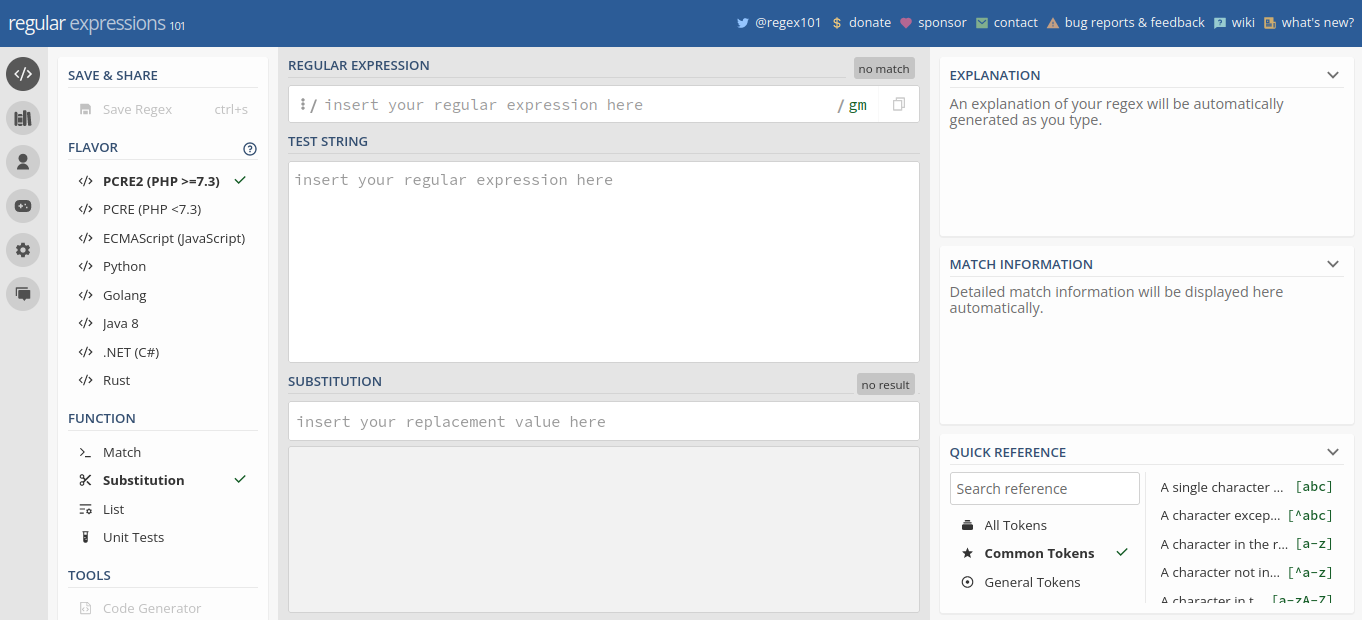 regular expressions 101
@regex101
$ donate
sponsor
contact
bug reports & feedback
wiki
what's new?
SAVE & SHARE
Save Regex ctrl+s
FLAVOR
PCRE2 (PHP >=7.3)
PCRE (PHP <7.3)
ECMAScript (JavaScript)
Python
Golang
Java 8
.NET (C#)
Rust
FUNCTION
Match
Substitution
List
Unit Tests
TOOLS
Code Generator
REGULAR EXPRESSION
no match
/ insert your regular expression here / gm
TEST STRING
insert your regular expression here
SUBSTITUTION
no result
insert your replacement value here
EXPLANATION
An explanation of your regex will be automatically
generated as you type.
MATCH INFORMATION
Detailed match information will be displayed here
automatically.
QUICK REFERENCE
Search reference
All Tokens
Common Tokens
General Tokens
A single character ... [abc]
A character excep... [^abc]
A character in the r... [a-z]
A character not in... [^a-z]
A character in t... [a-zA-Z]